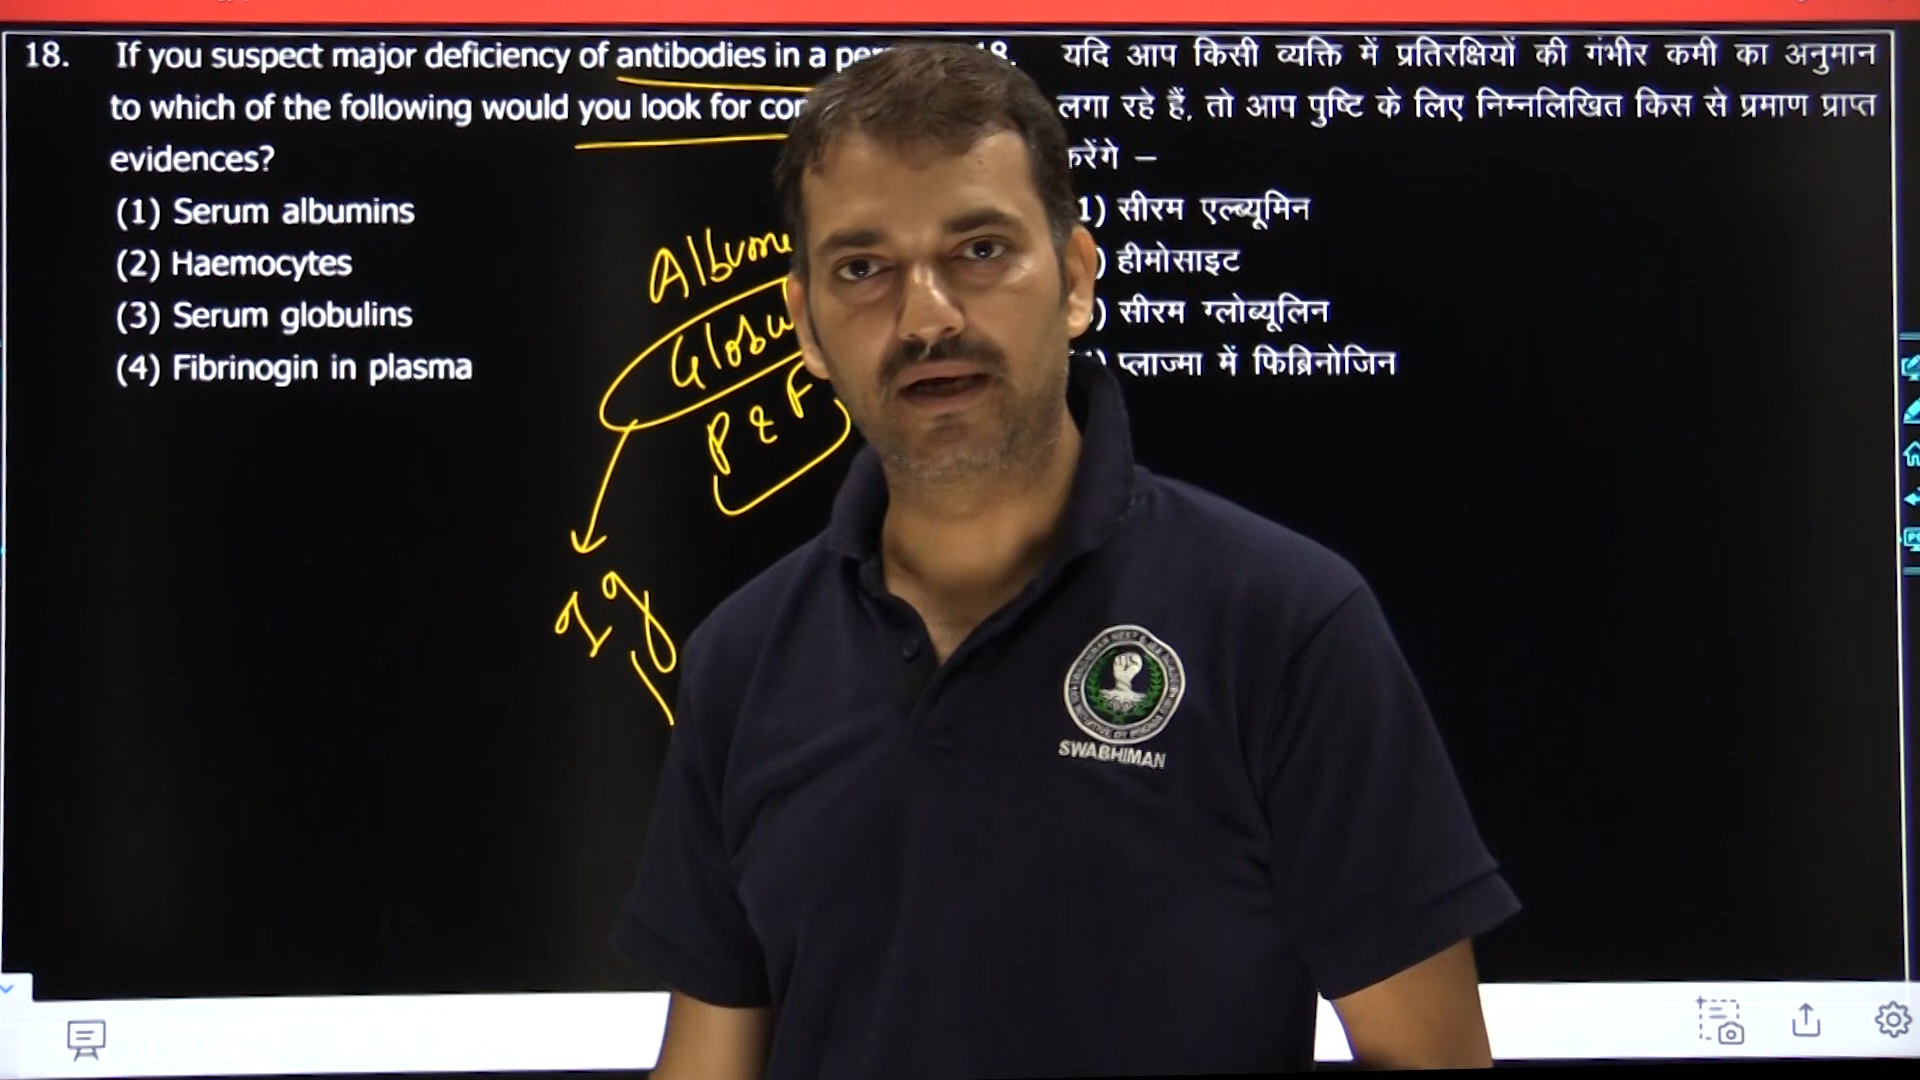 18. If you suspect major deficiency of antibodies in a
to which of the following would you look for
evidences?
(1) Serum albumins
(2) Haemocytes
(3) Serum globulins
(4) Fibrinogin in plasma
18. यदि आप किसी व्यक्ति में प्रतिरक्षियों की गंभीर कमी का अनुमान
लगा रहे हैं, तो आप पुष्टि के लिए निम्नलिखित किस से प्रमाण प्राप्त
करेंगे –
1) सीरम एल्ब्यूमिन
) हीमोसाइट
) सीरम ग्लोब्यूलिन
) प्लाज्मा में फिब्रिनोजिन
P & F
Ig
SWABHIMAN